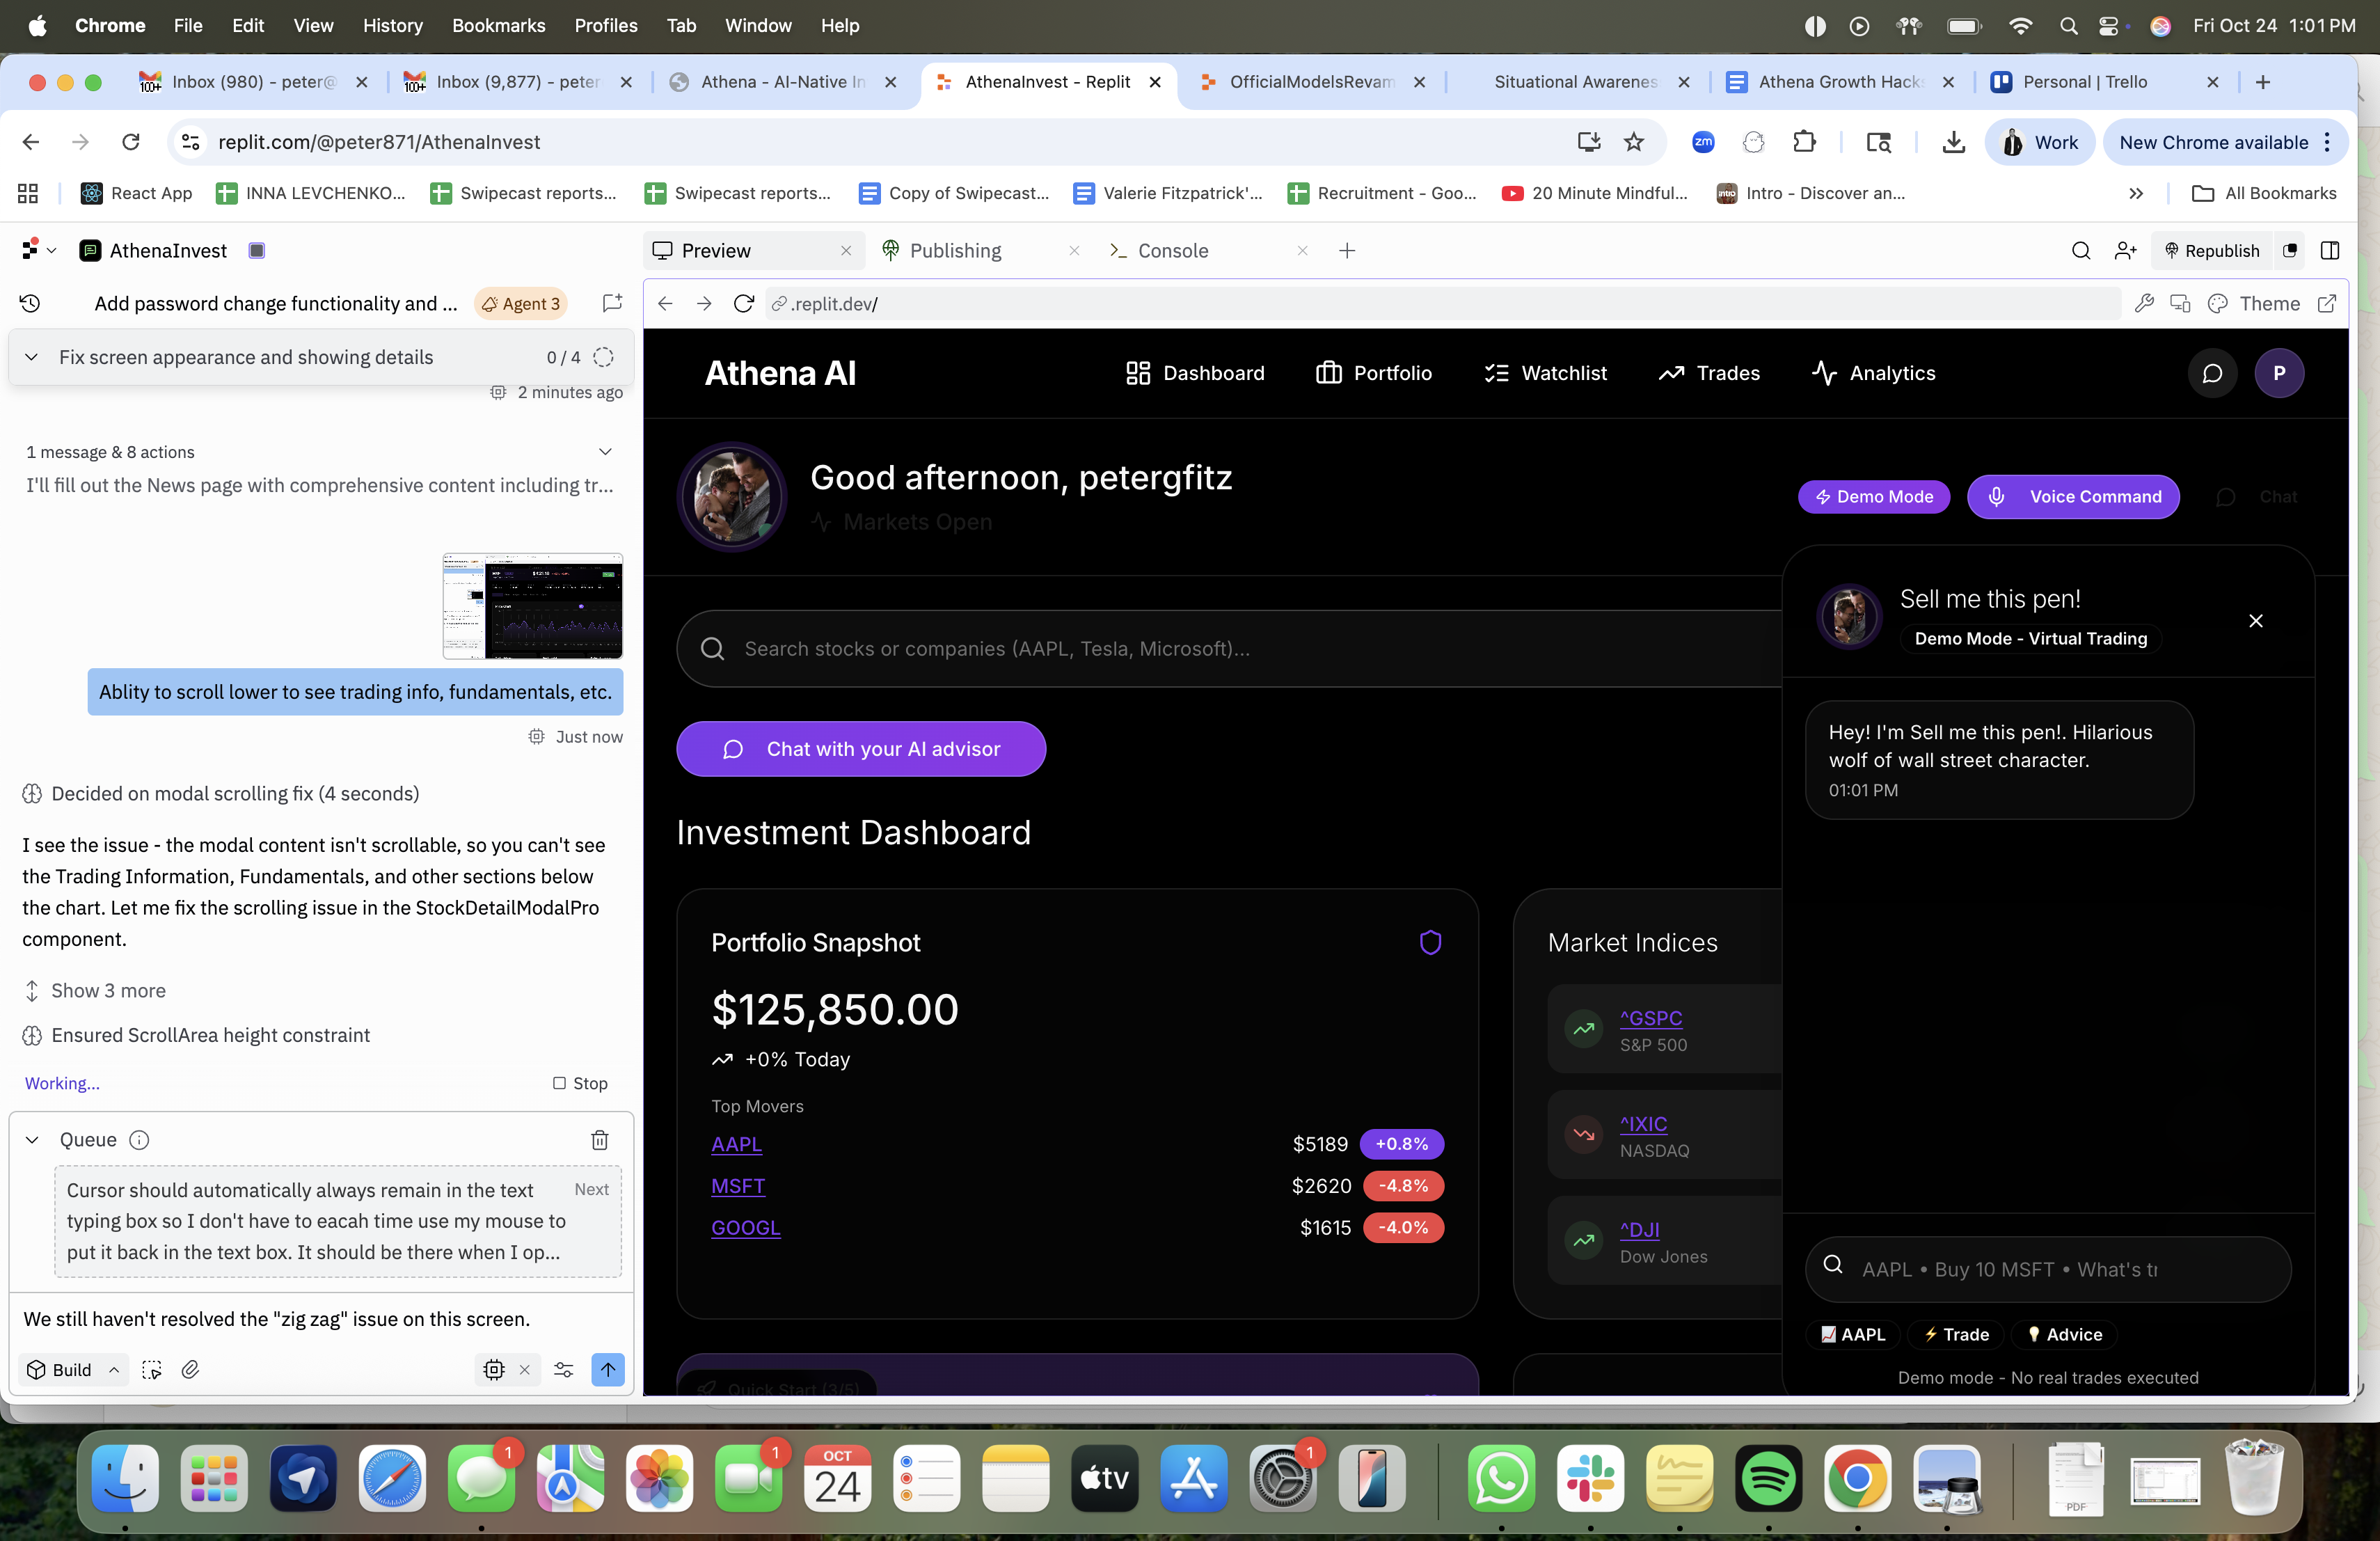 Chrome File Edit View History Bookmarks Profiles Tab Window Help Fri Oct 24 1:01 PM
Inbox (980) - peter@ Inbox (9,877) - peter Athena - AI-Native In AthenaInvest - Replit OfficialModelsRevam Situational Awarenes Athena Growth Hacks Personal | Trello
replit.com/@peter871/AthenaInvest zm Work New Chrome available
React App INNA LEVCHENKO... Swipecast reports... Swipecast reports... Copy of Swipecast... Valerie Fitzpatrick'... Recruitment - Goo... 20 Minute Mindful... Intro - Discover an... » All Bookmarks
AthenaInvest Preview Publishing Console Republish
Add password change functionality and ... Agent 3
.replit.dev/ Theme
Fix screen appearance and showing details 0 / 4
2 minutes ago
1 message & 8 actions
I'll fill out the News page with comprehensive content including tr...
Ablity to scroll lower to see trading info, fundamentals, etc.
Just now
Decided on modal scrolling fix (4 seconds)
I see the issue - the modal content isn't scrollable, so you can't see
the Trading Information, Fundamentals, and other sections below
the chart. Let me fix the scrolling issue in the StockDetailModalPro
component.
Show 3 more
Ensured ScrollArea height constraint
Working... Stop
Queue
Cursor should automatically always remain in the text Next
typing box so I don't have to eacah time use my mouse to
put it back in the text box. It should be there when I op...
We still haven't resolved the "zig zag" issue on this screen.
Build
Athena AI Dashboard Portfolio Watchlist Trades Analytics P
Good afternoon, petergfitz
Markets Open
Demo Mode Voice Command Chat
Search stocks or companies (AAPL, Tesla, Microsoft)...
Chat with your AI advisor
Investment Dashboard
Portfolio Snapshot
$125,850.00
+0% Today
Top Movers
AAPL $5189 +0.8%
MSFT $2620 -4.8%
GOOGL $1615 -4.0%
Quick Start (3/5)
Market Indices
^GSPC
S&P 500
^IXIC
NASDAQ
^DJI
Dow Jones
Sell me this pen!
Demo Mode - Virtual Trading
Hey! I'm Sell me this pen!. Hilarious
wolf of wall street character.
01:01 PM
AAPL • Buy 10 MSFT • What's tr
AAPL Trade Advice
Demo mode - No real trades executed
1 1 OCT 24 tv 1 PDF